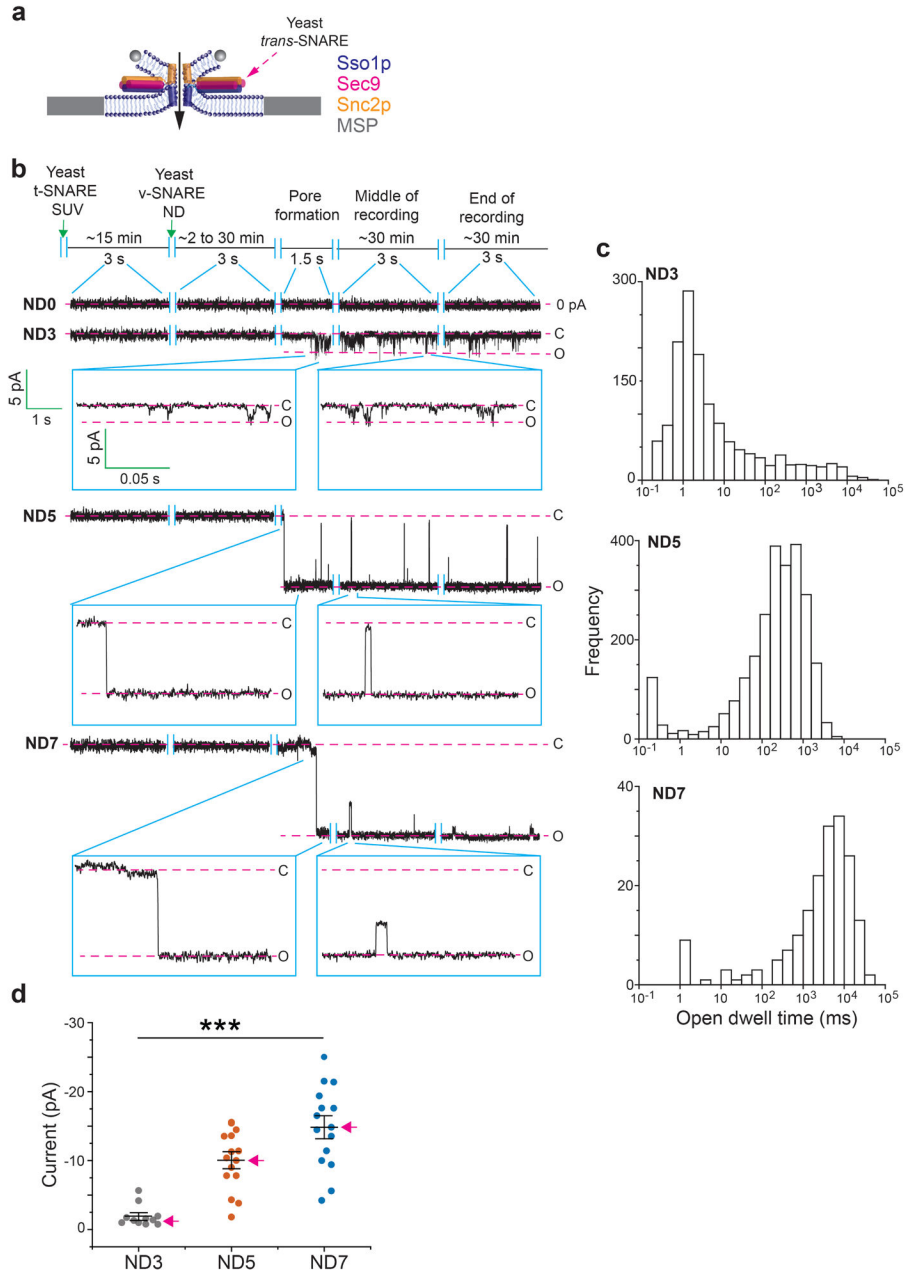 a
Yeast
trans-SNARE
Sso1p
Sec9
Snc2p
MSP
b
Yeast
t-SNARE
SUV
Yeast
v-SNARE
ND
Pore
formation
Middle of
recording
End of
recording
~15 min
~2 to 30 min
~30 min
~30 min
3 s
3 s
1.5 s
3 s
3 s
ND0
0 pA
ND3
C
O
5 pA
1 s
C
O
C
O
5 pA
0.05 s
ND5
C
O
C
O
C
O
ND7
C
O
C
O
C
O
c
ND3
300
150
0
10-1 1 10 102 103 104 105
ND5
Frequency
400
200
0
10-1 1 10 102 103 104 105
ND7
40
20
0
10-1 1 10 102 103 104 105
Open dwell time (ms)
d
***
Current (pA)
-30
-20
-10
0
ND3 ND5 ND7